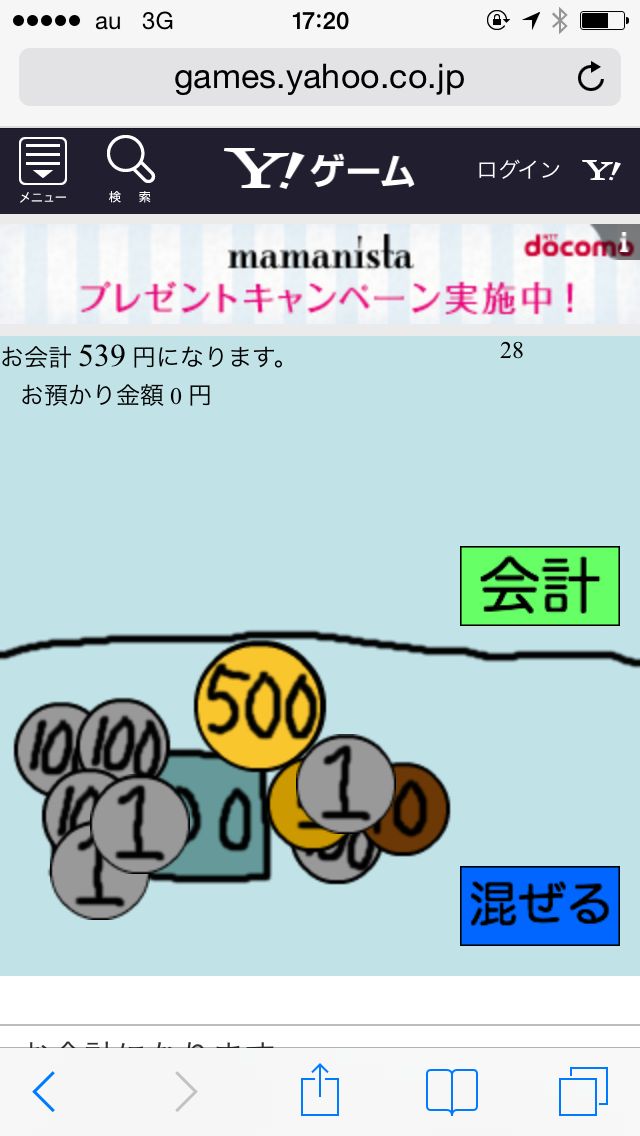 au 3G 17:20
games.yahoo.co.jp
メニュー 検 索 Y!ゲーム ログイン Y!
mamanista NTT döcomo
プレゼントキャンペーン実施中！
お会計 539 円になります。 28
お預かり金額 0 円
会計
500
100
1
1
1
混ぜる